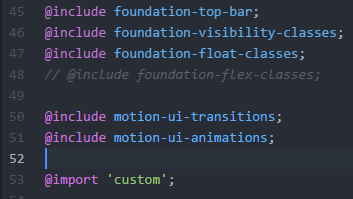 45 @include foundation-top-bar;
46 @include foundation-visibility-classes;
47 @include foundation-float-classes;
48 // @include foundation-flex-classes;
49
50 @include motion-ui-transitions;
51 @include motion-ui-animations;
52
53 @import 'custom';